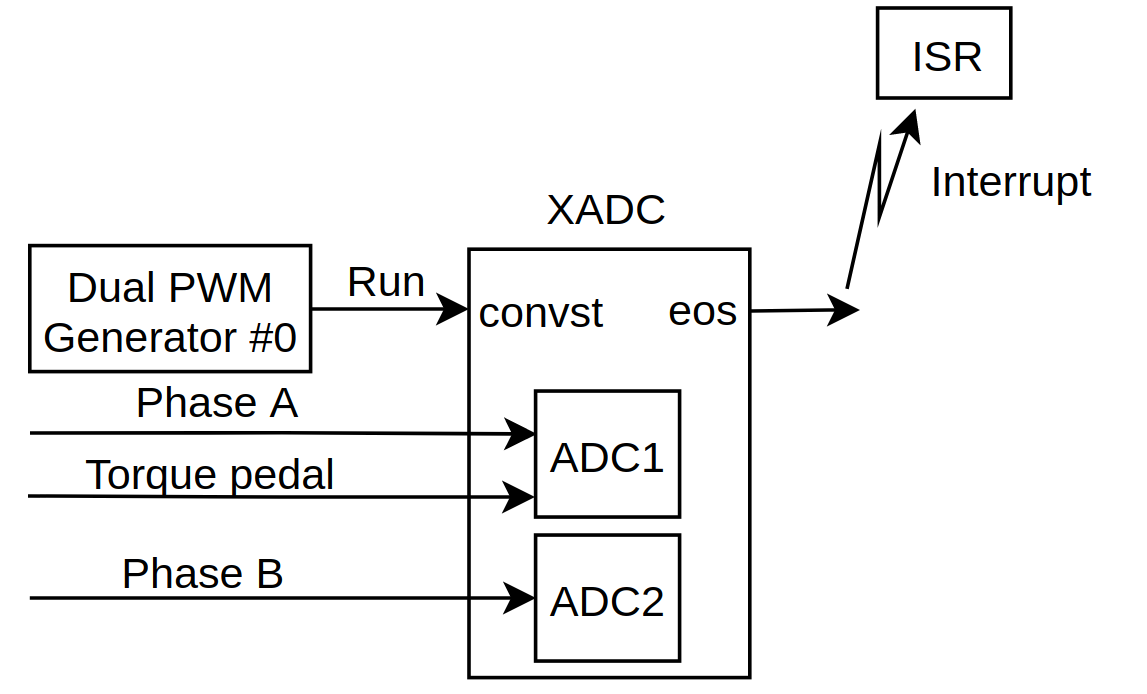 ISR
Interrupt
XADC
Dual PWM
Generator #0
Run
convst
eos
Phase A
ADC1
Torque pedal
Phase B
ADC2